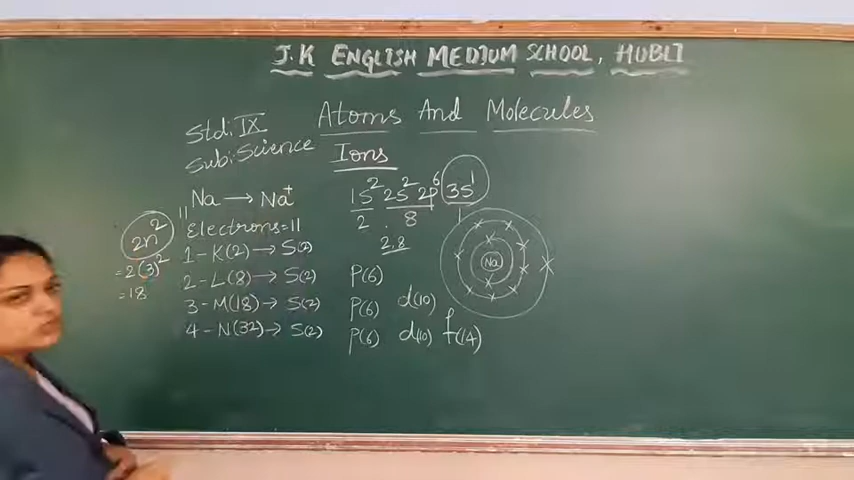 J.K ENGLISH MEDIUM SCHOOL, HUBLI
Std: IX Atoms And Molecules
Sub: Science Ions
Na → Na⁺ 1S² 2S² 2P⁶ 3S¹
11 2 . 8 1
Electrons=11
2,8
2n²
=2(3)²
=18
1-K(2)→S(2)
2-L(8)→S(2) P(6)
3-M(18)→S(2) P(6) d(10)
4-N(32)→S(2) P(6) d(10) f(14)
Na